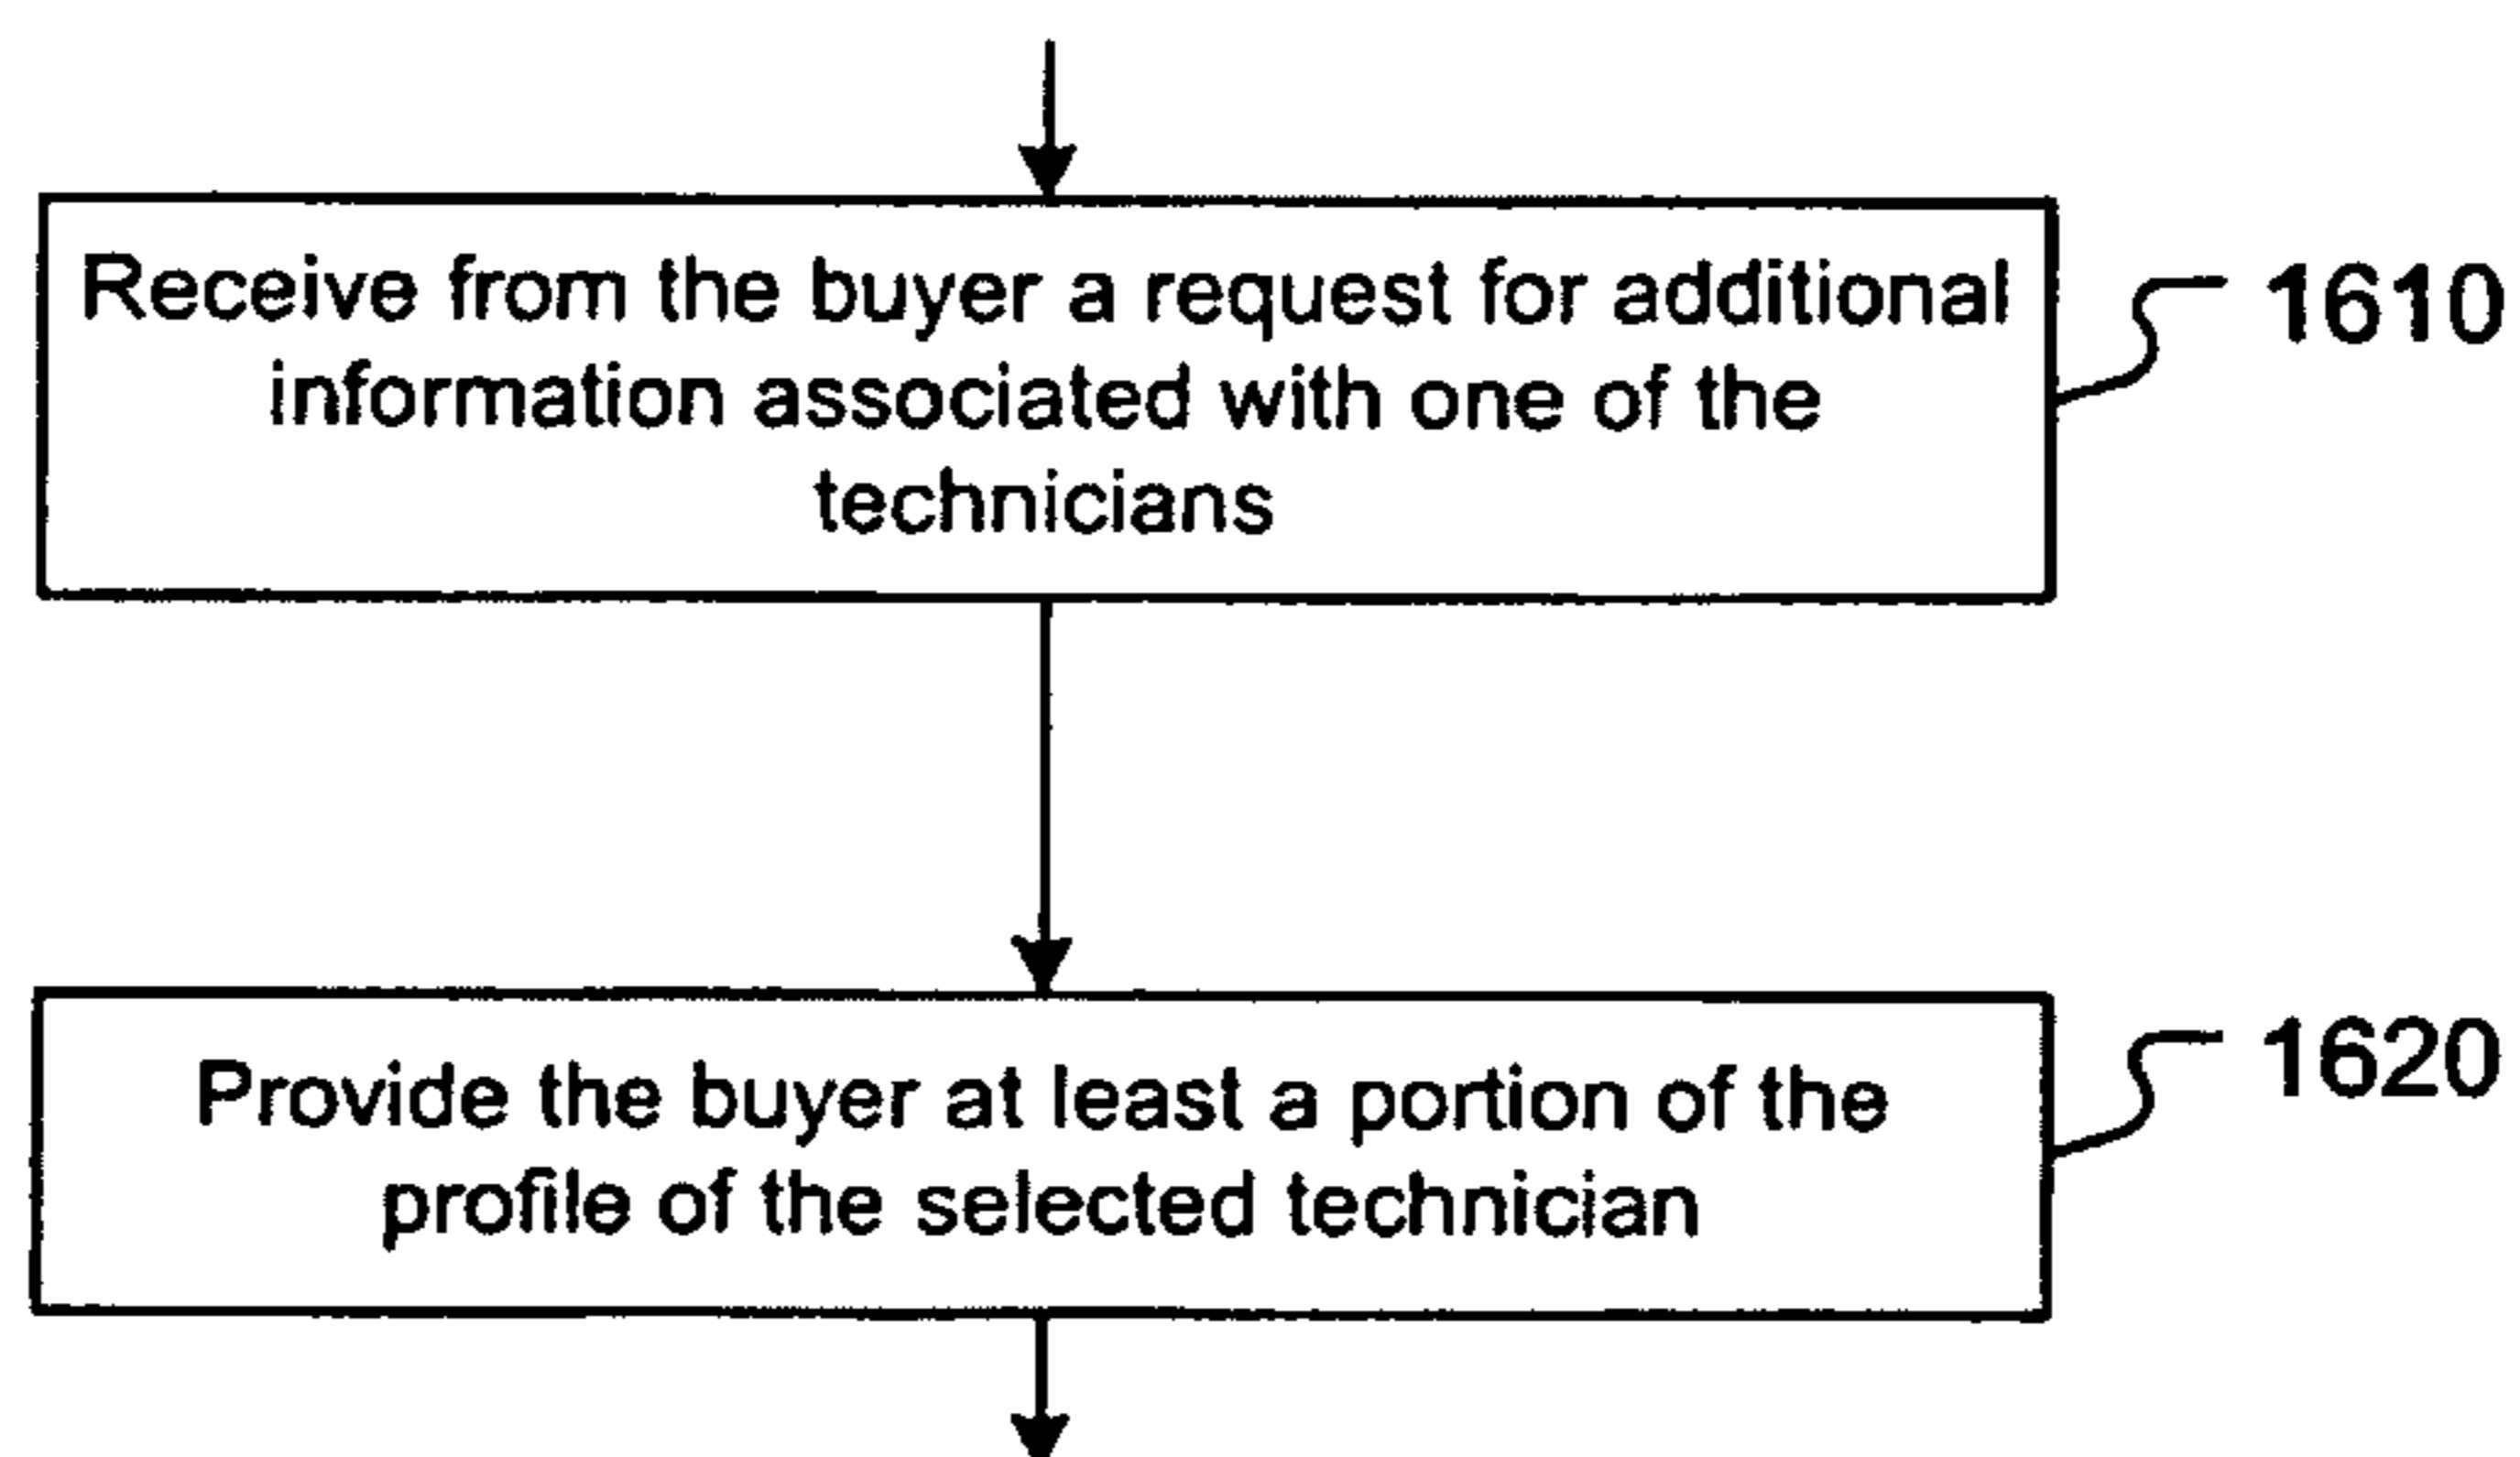 Receive from the buyer a request for additional
information associated with one of the
technicians
1610
Provide the buyer at least a portion of the
profile of the selected technician
1620